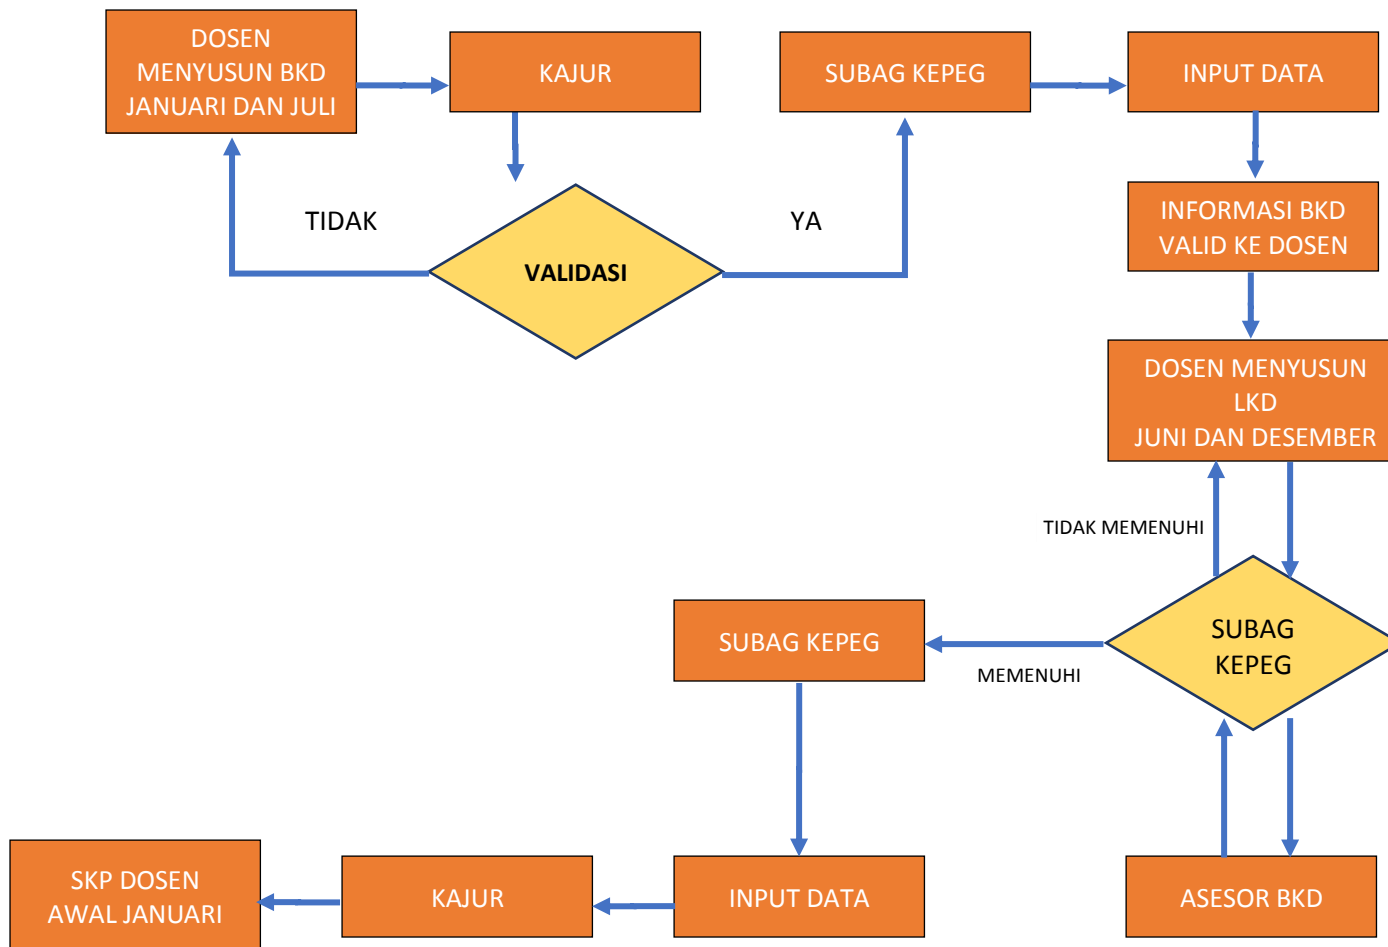 DOSEN
MENYUSUN BKD
JANUARI DAN JULI
KAJUR
SUBAG KEPEG
INPUT DATA
TIDAK
YA
VALIDASI
INFORMASI BKD
VALID KE DOSEN
DOSEN MENYUSUN
LKD
JUNI DAN DESEMBER
TIDAK MEMENUHI
SUBAG
KEPEG
SUBAG KEPEG
MEMENUHI
SKP DOSEN
AWAL JANUARI
KAJUR
INPUT DATA
ASESOR BKD